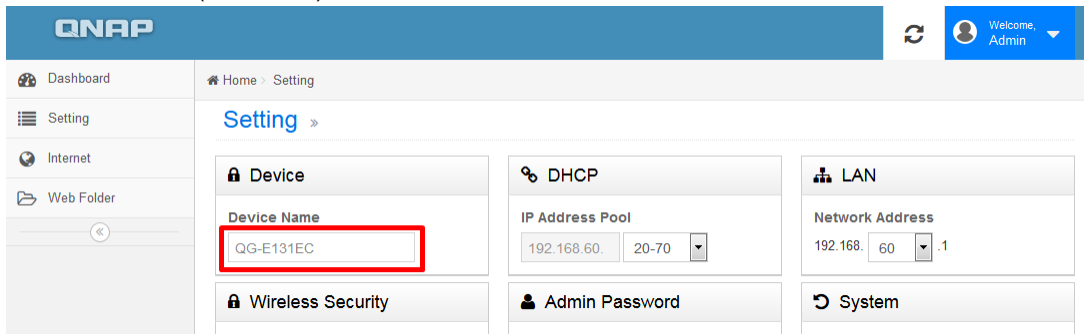 QNAP
Welcome,
Admin
Dashboard
Setting
Internet
Web Folder
Home > Setting
Setting »
Device
Device Name
QG-E131EC
DHCP
IP Address Pool
192.168.60. 20-70
LAN
Network Address
192.168. 60 .1
Wireless Security
Admin Password
System